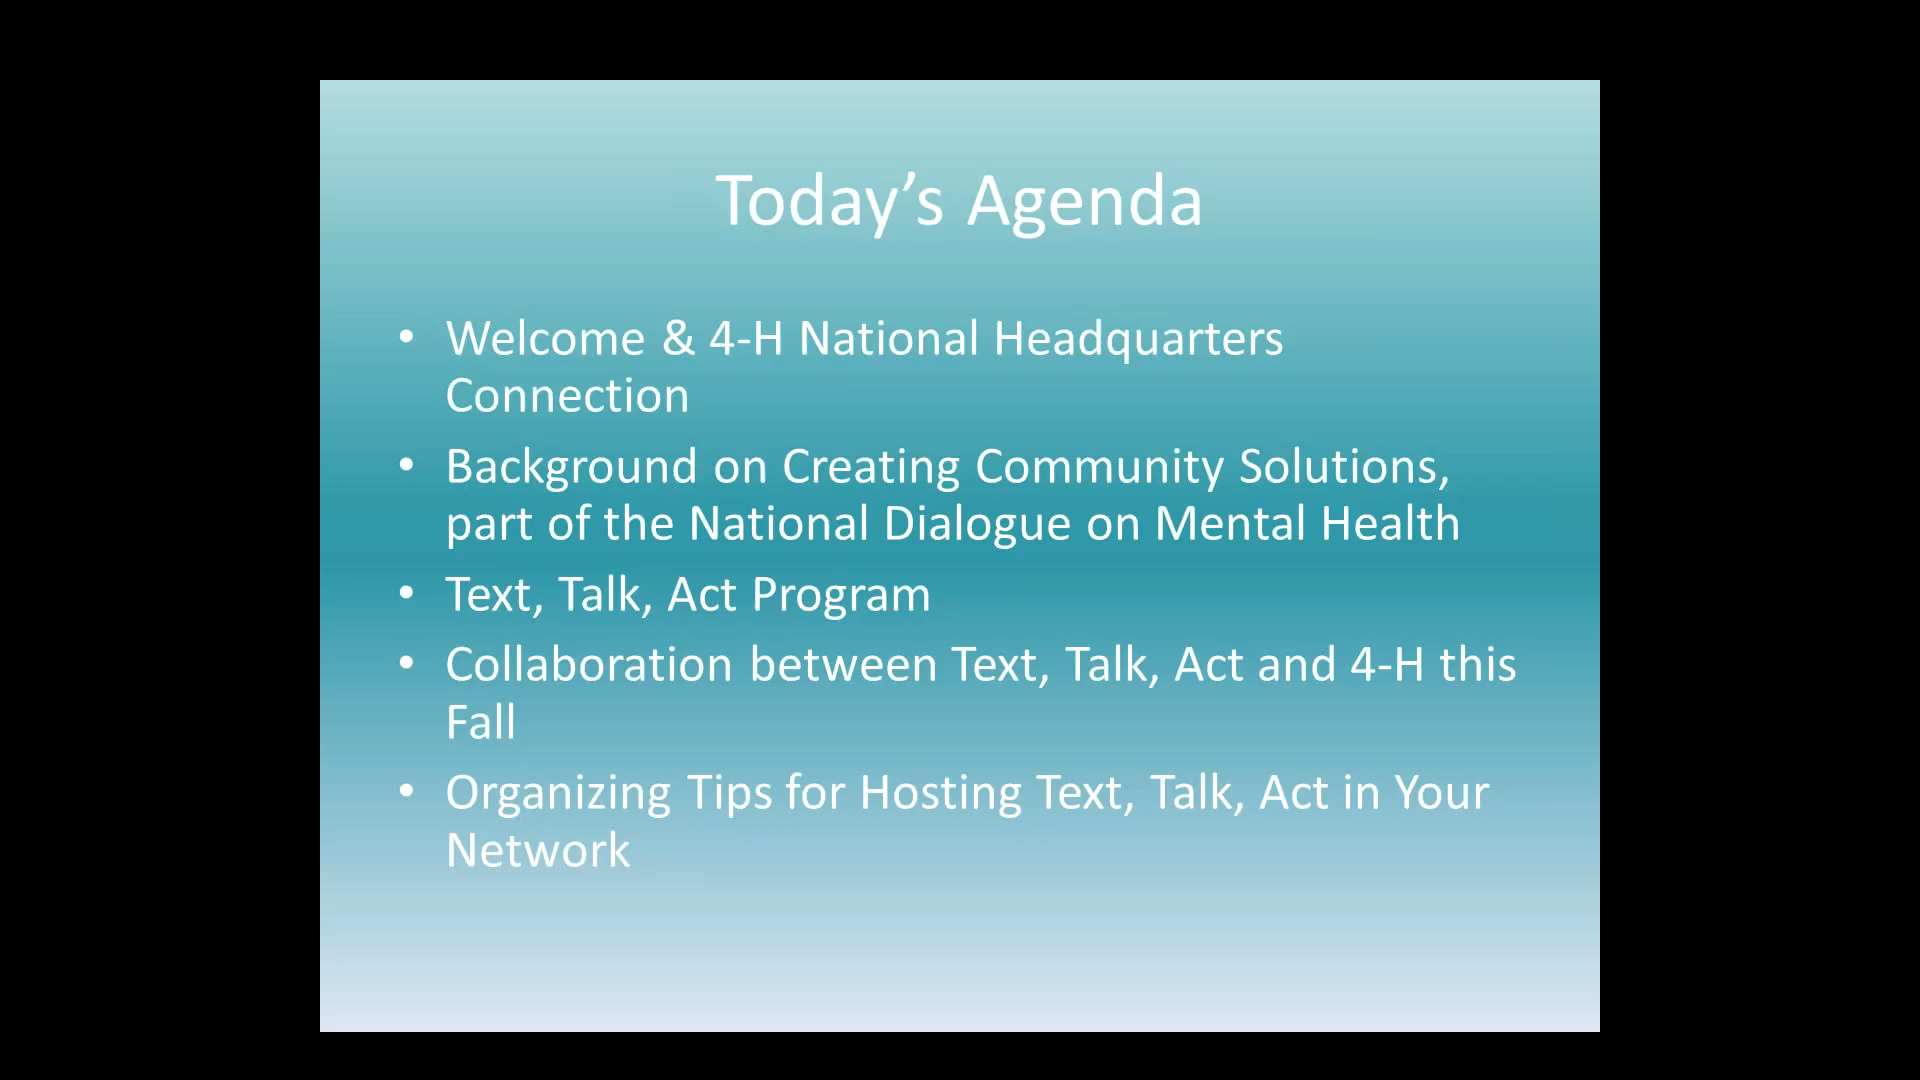 Today’s Agenda
• Welcome & 4-H National Headquarters
Connection
• Background on Creating Community Solutions,
part of the National Dialogue on Mental Health
• Text, Talk, Act Program
• Collaboration between Text, Talk, Act and 4-H this
Fall
• Organizing Tips for Hosting Text, Talk, Act in Your
Network